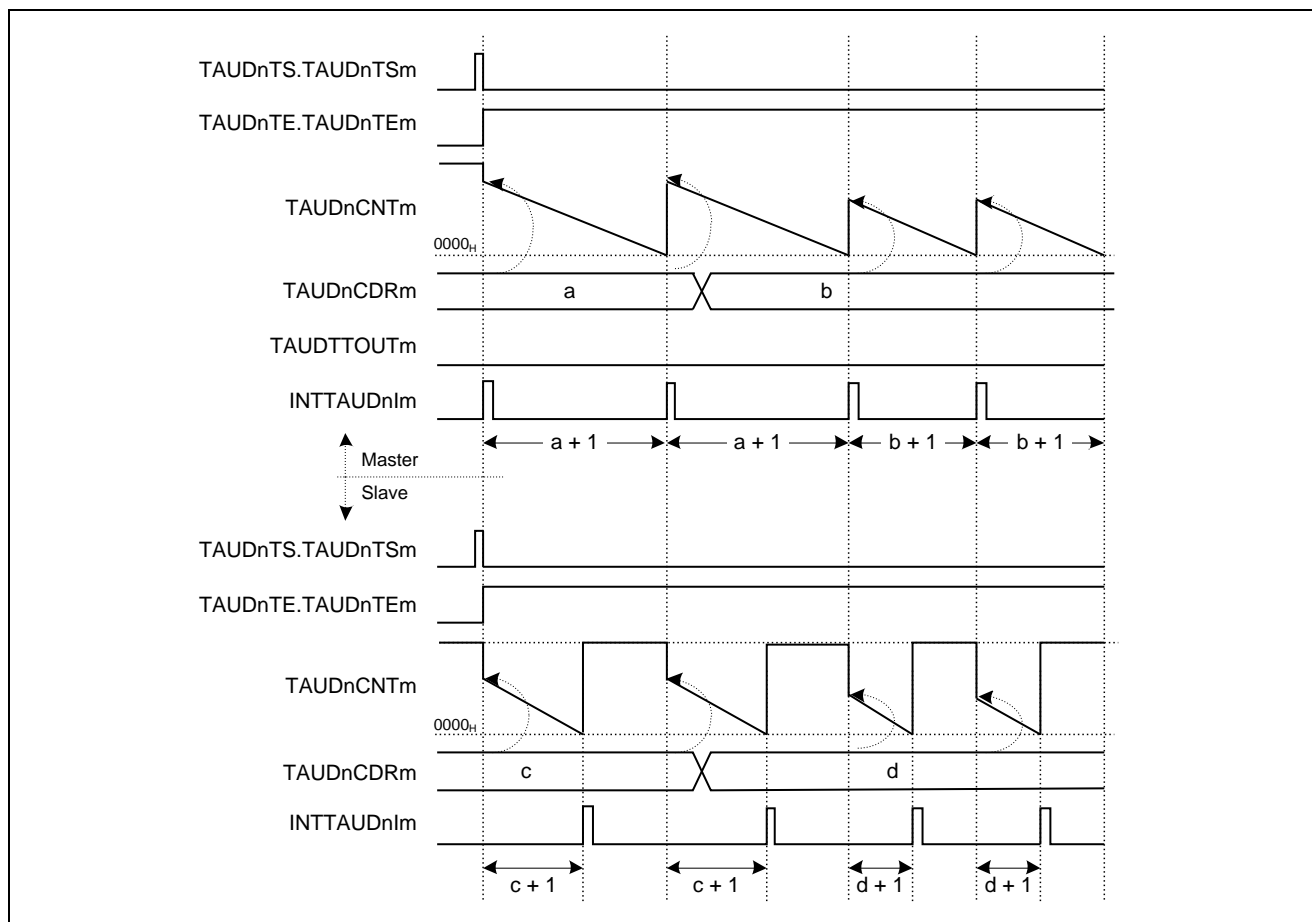 TAUDnTS.TAUDnTSm
TAUDnTE.TAUDnTEm
TAUDnCNTm
0000H
TAUDnCDRm
a
b
TAUDTTOUTm
INTTAUDnIm
a + 1
a + 1
b + 1
b + 1
Master
Slave
TAUDnTS.TAUDnTSm
TAUDnTE.TAUDnTEm
TAUDnCNTm
0000H
TAUDnCDRm
c
d
INTTAUDnIm
c + 1
c + 1
d + 1
d + 1